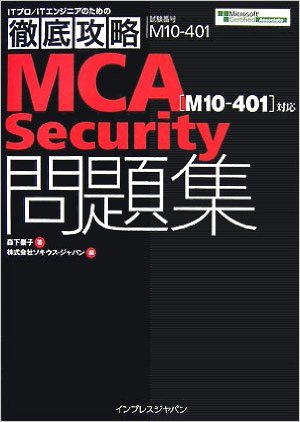 ITプロ/ITエンジニアのための
徹底攻略
試験番号
M10-401
Microsoft
Certified Associate
MCA
[M10-401]対応
Security
問題集
森下恵子 著
株式会社ソキウス・ジャパン 編
インプレスジャパン